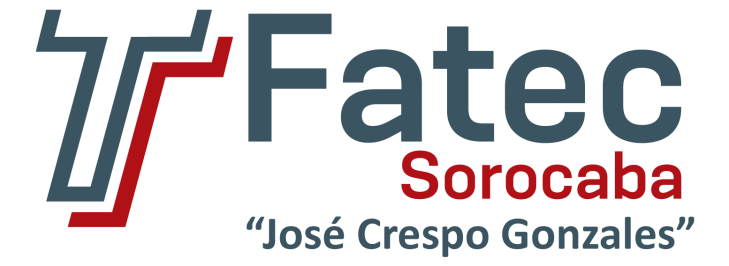 Fatec
Sorocaba
“José Crespo Gonzales”